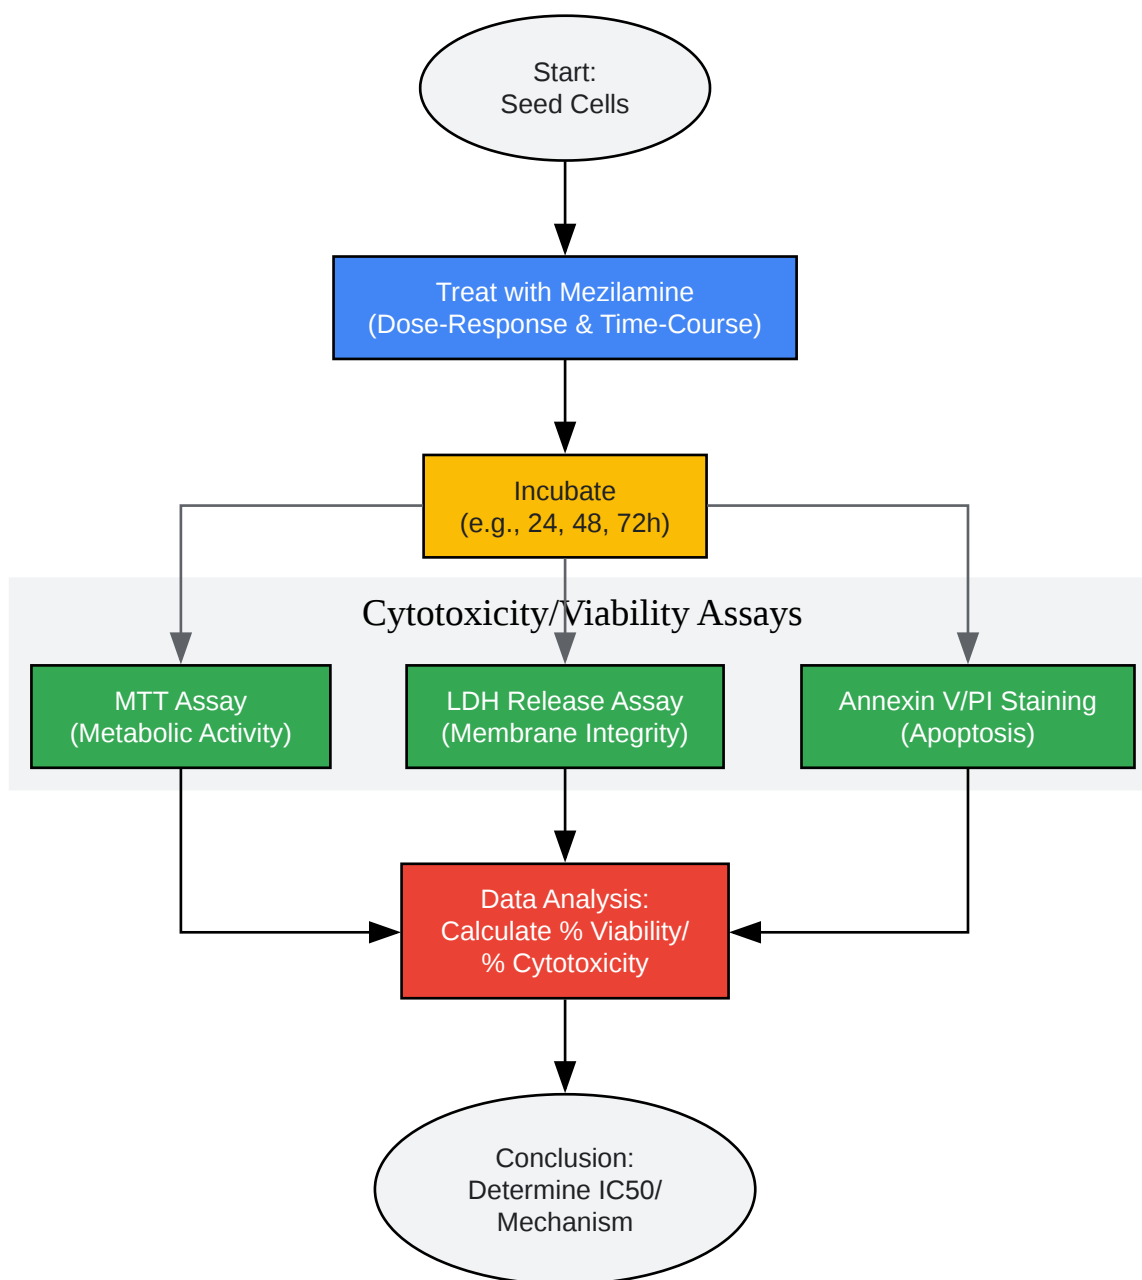 Start:
Seed Cells
Treat with Mezilamine
(Dose-Response & Time-Course)
Incubate
(e.g., 24, 48, 72h)
Cytotoxicity/Viability Assays
MTT Assay
(Metabolic Activity)
LDH Release Assay
(Membrane Integrity)
Annexin V/PI Staining
(Apoptosis)
Data Analysis:
Calculate % Viability/
% Cytotoxicity
Conclusion:
Determine IC50/
Mechanism